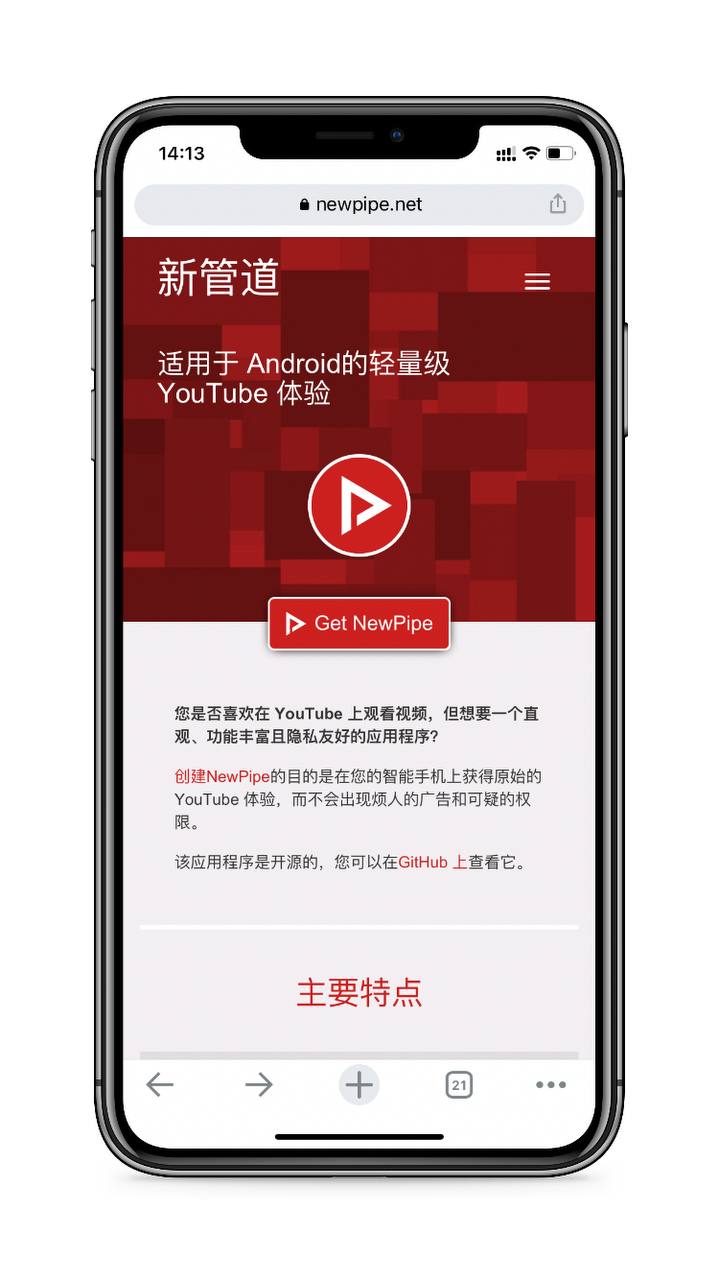 14:13
newpipe.net
新管道
适用于 Android的轻量级
YouTube 体验
Get NewPipe
您是否喜欢在 YouTube 上观看视频，但想要一个直
观、功能丰富且隐私友好的应用程序?
创建NewPipe的目的是在您的智能手机上获得原始的
YouTube 体验，而不会出现烦人的广告和可疑的权
限。
该应用程序是开源的，您可以在GitHub 上查看它。
主要特点
21